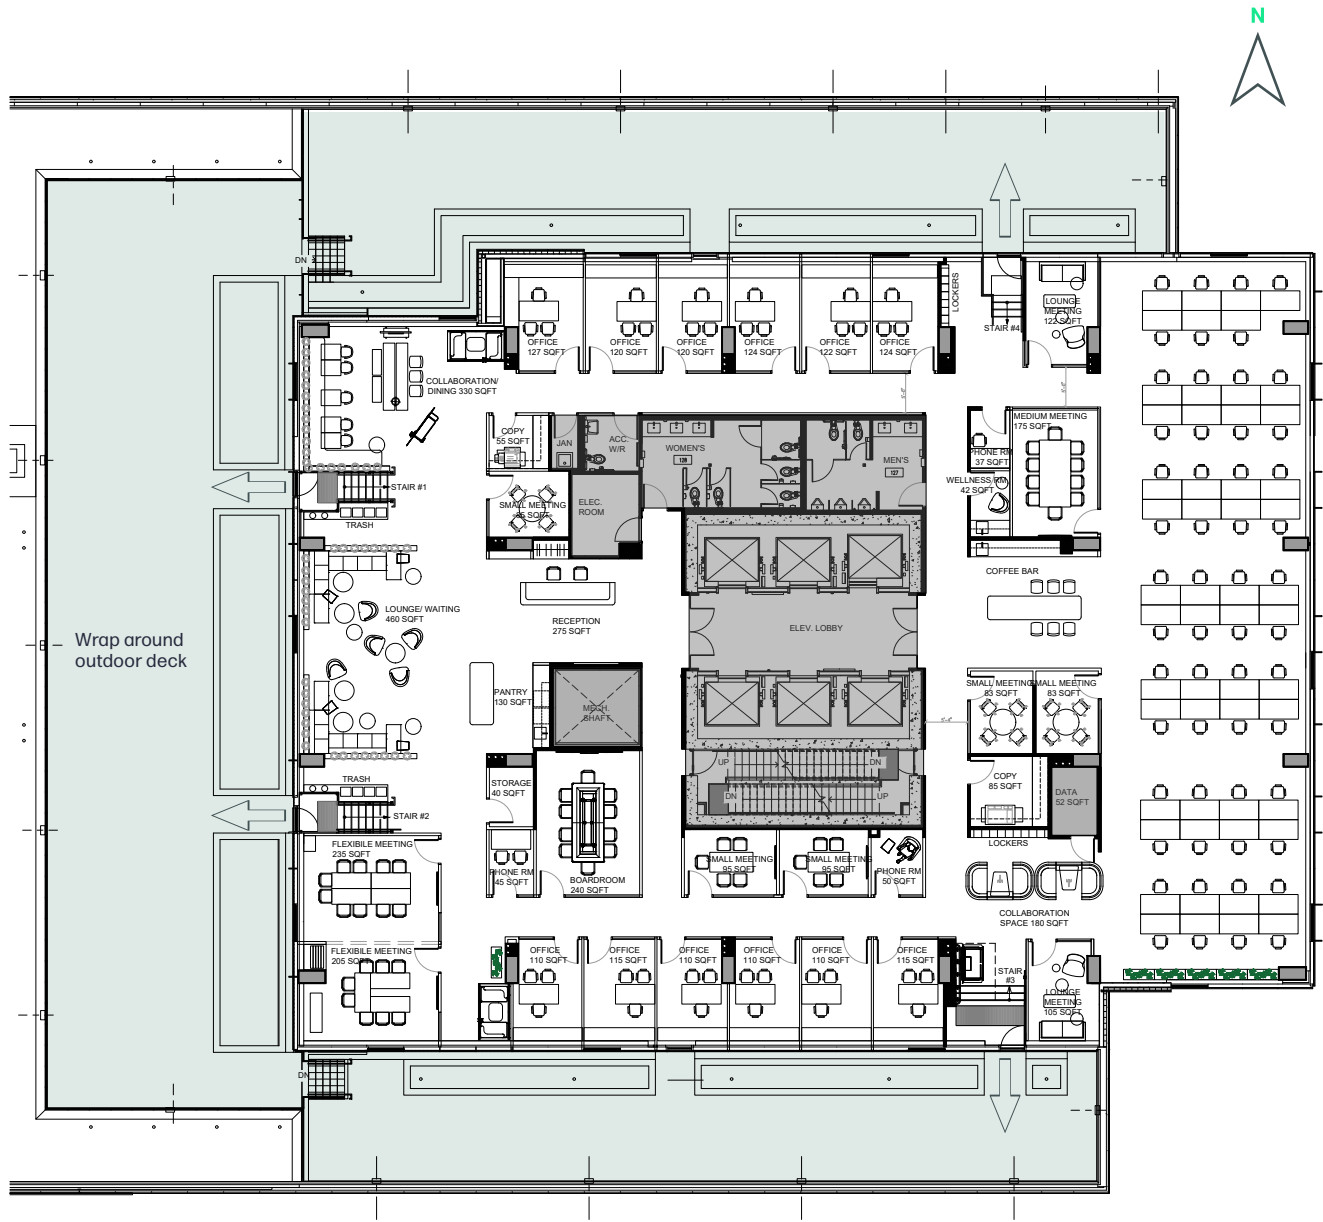 N
DN
OFFICE
127 SQFT
OFFICE
120 SQFT
OFFICE
120 SQFT
OFFICE
124 SQFT
OFFICE
122 SQFT
OFFICE
124 SQFT
LOCKERS
STAIR #4
LOUNGE
MEETING
122 SQFT
COLLABORATION/
DINING 330 SQFT
COPY
55 SQFT
JAN
ACC.
W/R
WOMEN'S
126
MEN'S
127
MEDIUM MEETING
175 SQFT
PHONE RM
37 SQFT
WELLNESS RM
42 SQFT
STAIR #1
TRASH
SMALL MEETING
SQFT
ELEC.
ROOM
COFFEE BAR
LOUNGE/ WAITING
460 SQFT
RECEPTION
275 SQFT
ELEV. LOBBY
Wrap around
outdoor deck
PANTRY
130 SQFT
MECH.
SHAFT
SMALL MEETING
83 SQFT
SMALL MEETING
83 SQFT
UP
DN
DN
UP
TRASH
STAIR #2
STORAGE
40 SQFT
COPY
85 SQFT
DATA
52 SQFT
LOCKERS
FLEXIBILE MEETING
235 SQFT
PHONE RM
45 SQFT
BOARDROOM
240 SQFT
SMALL MEETING
95 SQFT
SMALL MEETING
95 SQFT
PHONE RM
50 SQFT
COLLABORATION
SPACE 180 SQFT
FLEXIBILE MEETING
205 SQFT
OFFICE
110 SQFT
OFFICE
115 SQFT
OFFICE
110 SQFT
OFFICE
110 SQFT
OFFICE
110 SQFT
OFFICE
115 SQFT
STAIR
#3
LOUNGE
MEETING
105 SQFT
DN